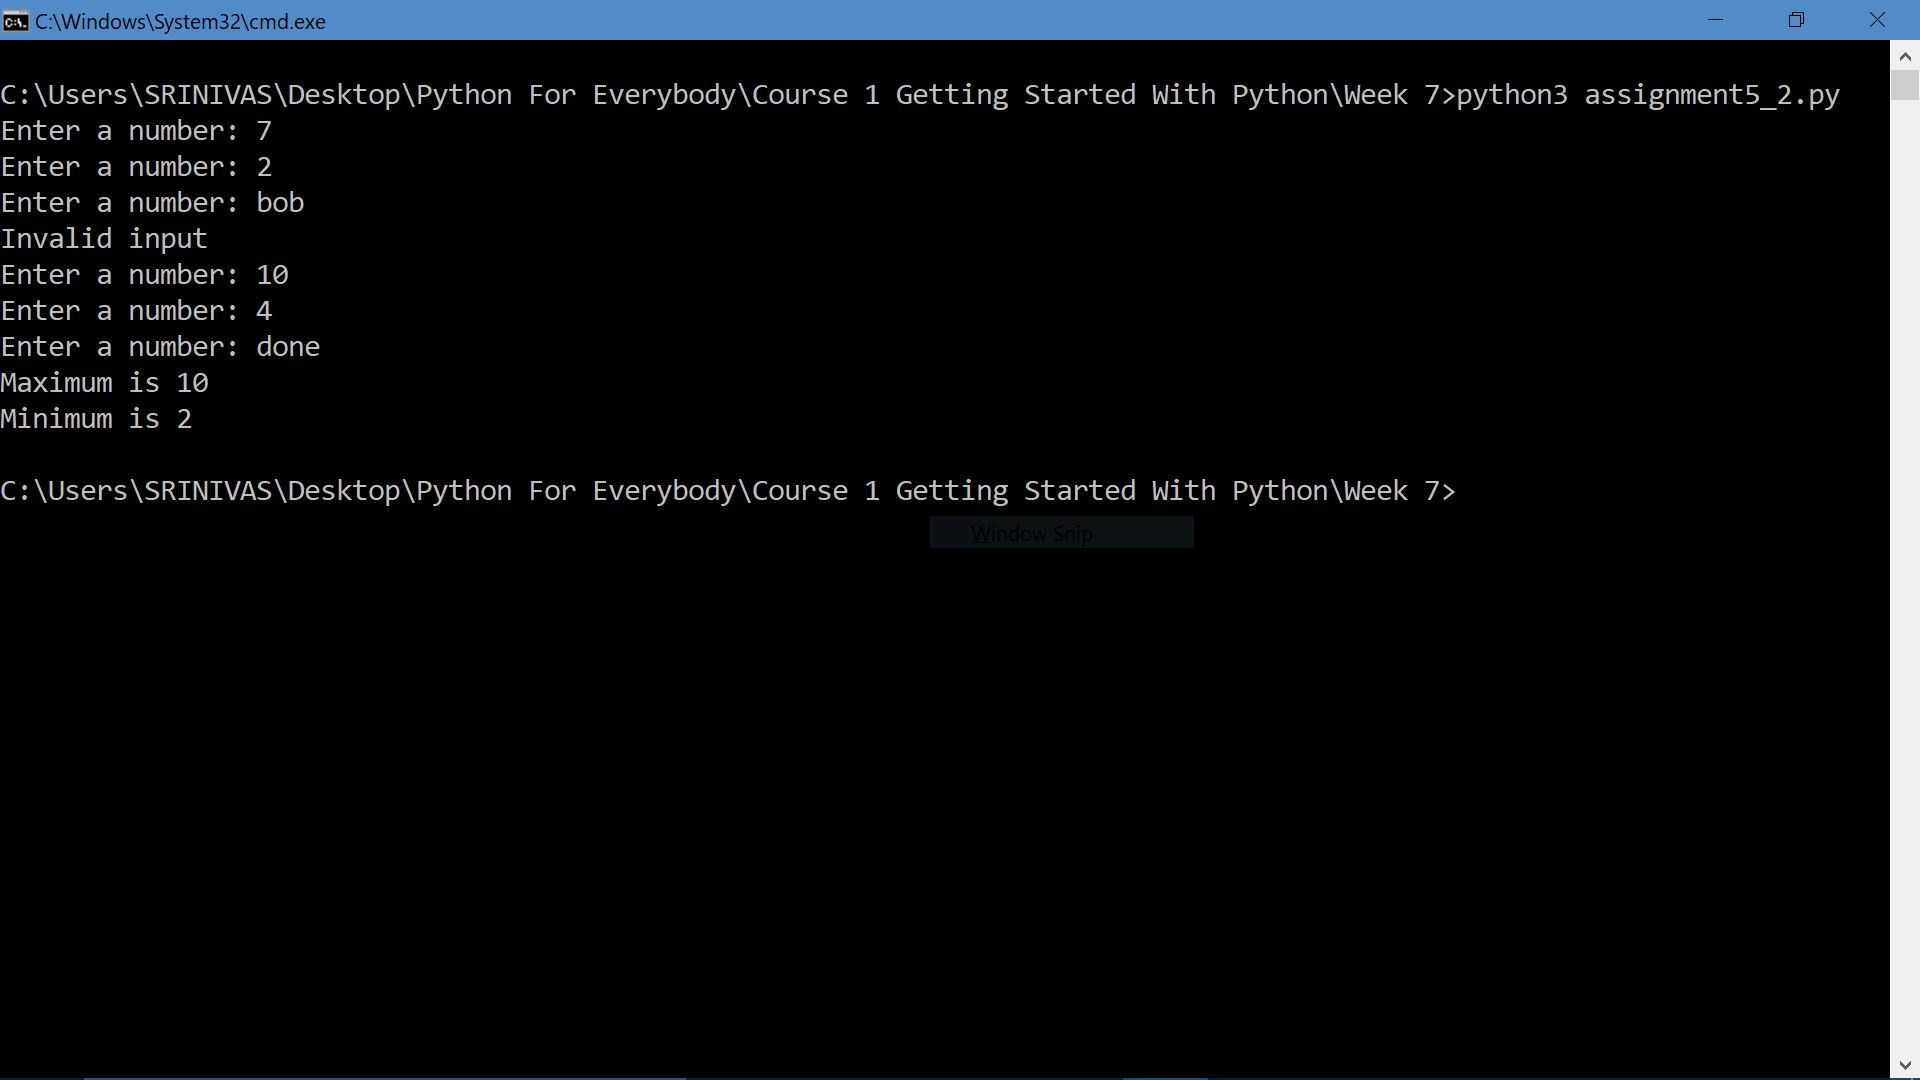 C:\Windows\System32\cmd.exe
C:\Users\SRINIVAS\Desktop\Python For Everybody\Course 1 Getting Started With Python\Week 7>python3 assignment5_2.py
Enter a number: 7
Enter a number: 2
Enter a number: bob
Invalid input
Enter a number: 10
Enter a number: 4
Enter a number: done
Maximum is 10
Minimum is 2
C:\Users\SRINIVAS\Desktop\Python For Everybody\Course 1 Getting Started With Python\Week 7>
Window Snip